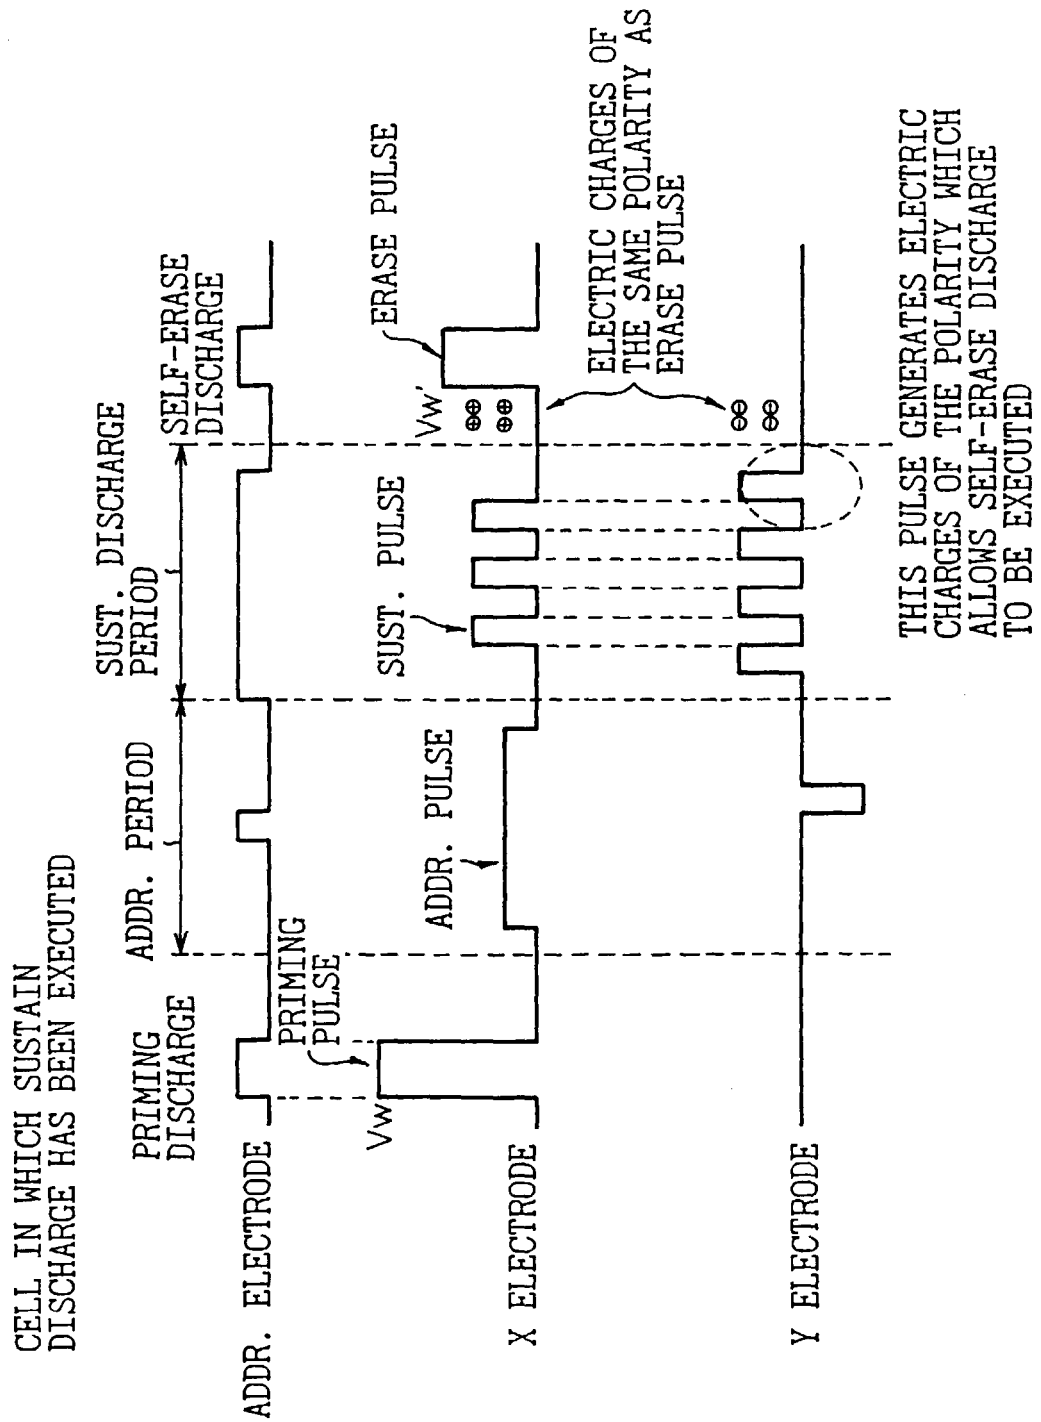 CELL IN WHICH SUSTAIN
DISCHARGE HAS BEEN EXECUTED
PRIMING
DISCHARGE
ADDR. PERIOD
SUST. DISCHARGE
PERIOD
SELF-ERASE
DISCHARGE
ADDR. ELECTRODE
Vw
PRIMING
PULSE
ADDR. PULSE
SUST. PULSE
Vw'
ERASE PULSE
X ELECTRODE
⊕⊕
⊕⊕
ELECTRIC CHARGES OF
THE SAME POLARITY AS
ERASE PULSE
⊖⊖
⊖⊖
Y ELECTRODE
THIS PULSE GENERATES ELECTRIC
CHARGES OF THE POLARITY WHICH
ALLOWS SELF-ERASE DISCHARGE
TO BE EXECUTED